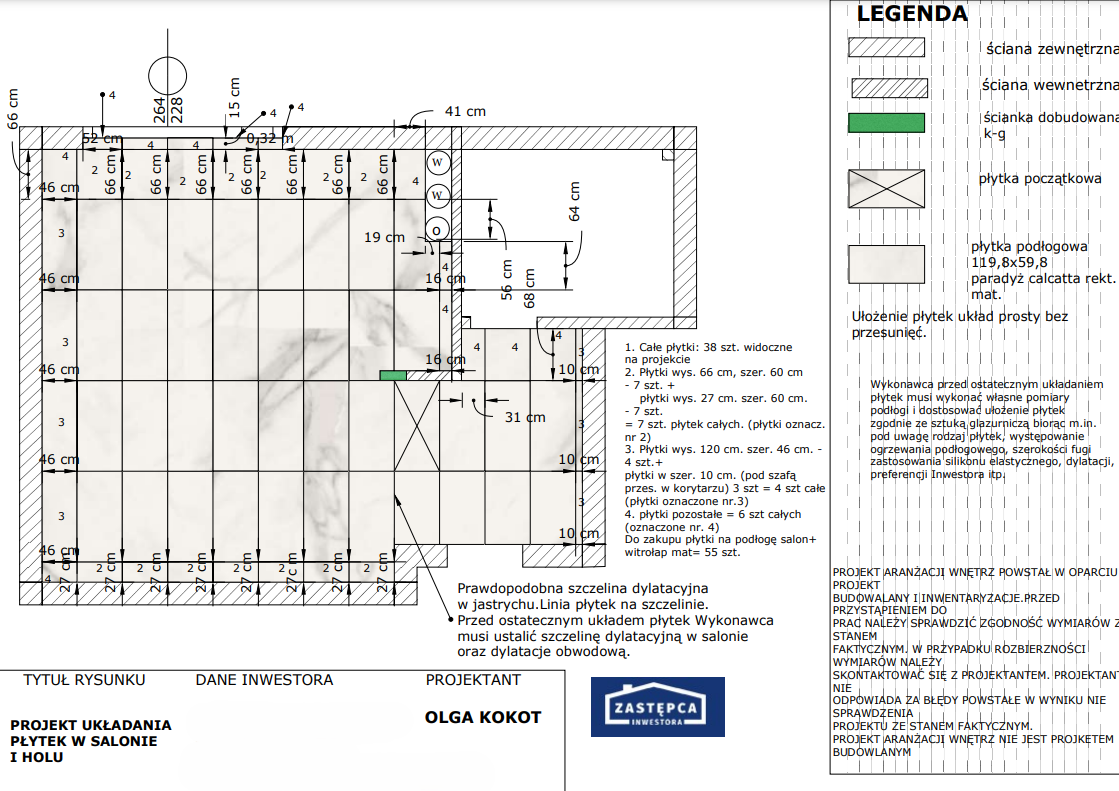 LEGENDA
ściana zewnętrzna
ściana wewnetrzna
ścianka dobudowana
k-g
płytka początkowa
płytka podłogowa
119,8x59,8
paradyż calcatta rekt.
mat.
Ułożenie płytek układ prosty bez
przesunięć.
Wykonawca przed ostatecznym układaniem
płytek musi wykonać własne pomiary
podłogi i dostosować ułożenie płytek
zgodnie ze sztuką glazurniczą biorąc m.in.
pod uwagę rodzaj płytek, występowanie
ogrzewania podłogowego, szerokości fugi
zastosowania silikonu elastycznego, dylatacji,
preferencji Inwestora itp.
PROJEKT ARANŻACJI WNĘTRZ POWSTAŁ W OPARCIU
PROJEKT
BUDOWALANY I INWENTARYZACJE.PRZED
PRZYSTĄPIENIEM DO
PRAC NALEŻY SPRAWDZIĆ ZGODNOŚĆ WYMIARÓW Z
STANEM
FAKTYCZNYM. W PRZYPADKU ROZBIERZNOŚCI
WYMIARÓW NALEŻY
SKONTAKTOWAĆ SIĘ Z PROJEKTANTEM. PROJEKTANT
NIE
ODPOWIADA ZA BŁĘDY POWSTAŁE W WYNIKU NIE
SPRAWDZENIA
PROJEKTU ZE STANEM FAKTYCZNYM.
PROJEKT ARANŻACJI WNĘTRZ NIE JEST PROJKETEM
BUDOWLANYM
66 cm
4
264
228
15 cm
4
4
41 cm
52 cm
0,32 m
4
4
4
2
2
2
2
2
2
4
66 cm
66 cm
66 cm
66 cm
66 cm
66 cm
66 cm
W
W
O
46 cm
3
19 cm
64 cm
56 cm
68 cm
4
46 cm
16 cm
4
3
4
4
4
3
46 cm
16 cm
10 cm
31 cm
3
3
46 cm
10 cm
3
3
46 cm
10 cm
4
2
2
2
2
2
2
2
27 cm
27 cm
27 cm
27 cm
27 cm
27c m
27 cm
27 cm
1. Całe płytki: 38 szt. widoczne
na projekcie
2. Płytki wys. 66 cm, szer. 60 cm
- 7 szt. +
płytki wys. 27 cm. szer. 60 cm.
- 7 szt.
= 7 szt. płytek całych. (płytki oznacz.
nr 2)
3. Płytki wys. 120 cm. szer. 46 cm. -
4 szt.+
płytki w szer. 10 cm. (pod szafą
przes. w korytarzu) 3 szt = 4 szt całe
(płytki oznaczone nr.3)
4. płytki pozostałe = 6 szt całych
(oznaczone nr. 4)
Do zakupu płytki na podłogę salon+
witrołap mat= 55 szt.
Prawdopodobna szczelina dylatacyjna
w jastrychu.Linia płytek na szczelinie.
Przed ostatecznym układem płytek Wykonawca
musi ustalić szczelinę dylatacyjną w salonie
oraz dylatacje obwodową.
TYTUŁ RYSUNKU
DANE INWESTORA
PROJEKTANT
PROJEKT UKŁADANIA
PŁYTEK W SALONIE
I HOLU
OLGA KOKOT
ZASTĘPCA
INWESTORA